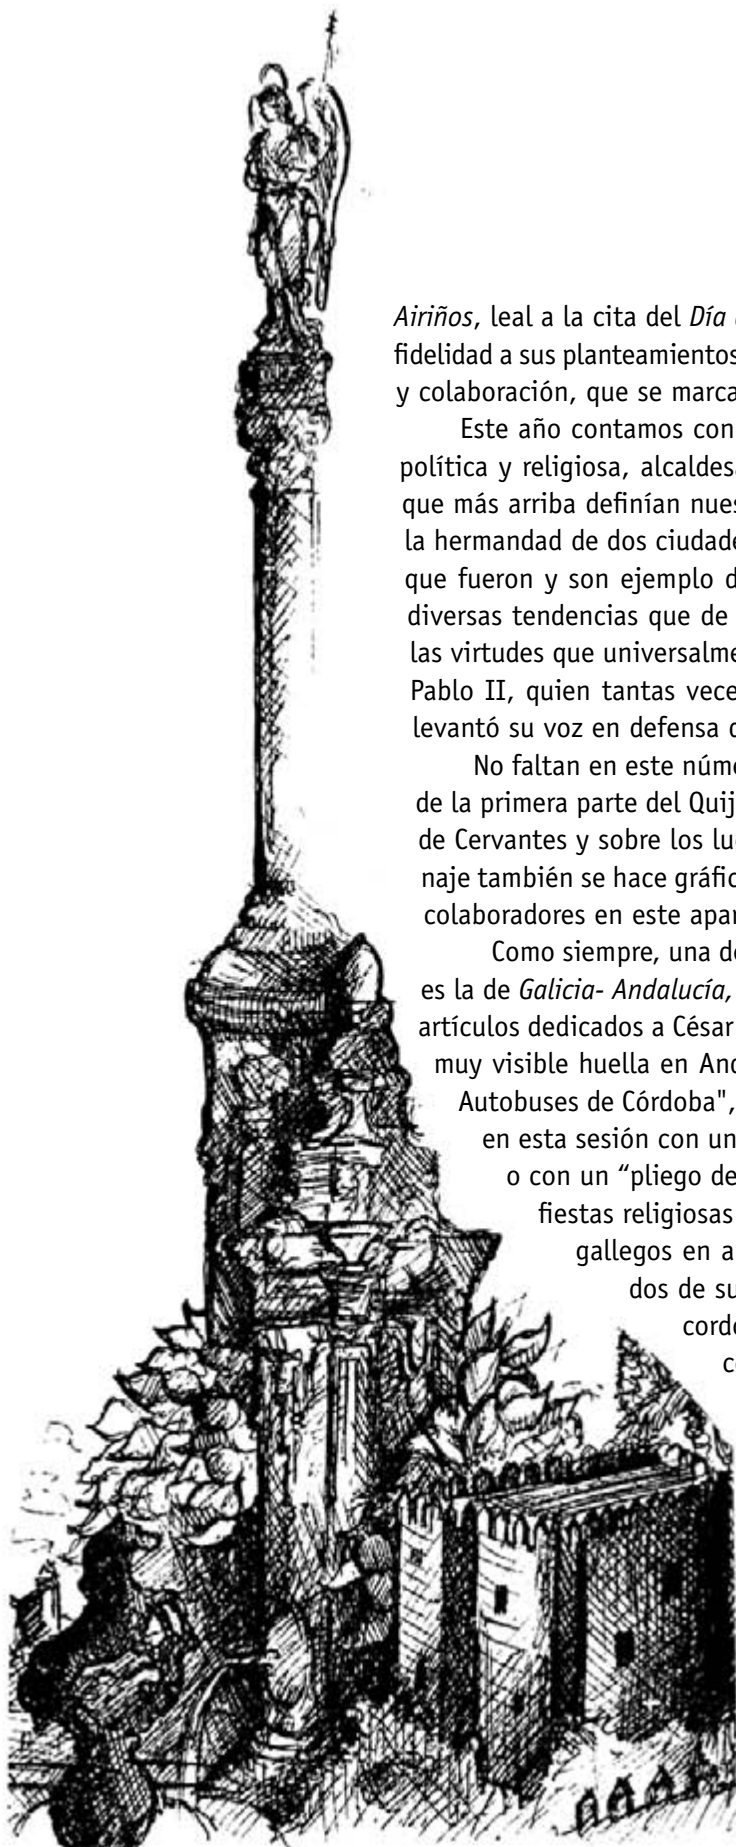 Airiños, leal a la cita del Día
fidelidad a sus planteamientos
y colaboración, que se marca
Este año contamos con
política y religiosa, alcaldesa
que más arriba definían nues
la hermandad de dos ciudade
que fueron y son ejemplo d
diversas tendencias que de
las virtudes que universalme
Pablo II, quien tantas vece
levantó su voz en defensa d
No faltan en este núme
de la primera parte del Quij
de Cervantes y sobre los lu
naje también se hace gráfic
colaboradores en este apar
Como siempre, una d
es la de Galicia- Andalucía,
artículos dedicados a César
muy visible huella en And
Autobuses de Córdoba",
en esta sesión con un
o con un “pliego de
fiestas religiosas
gallegos en a
dos de su
cord
c